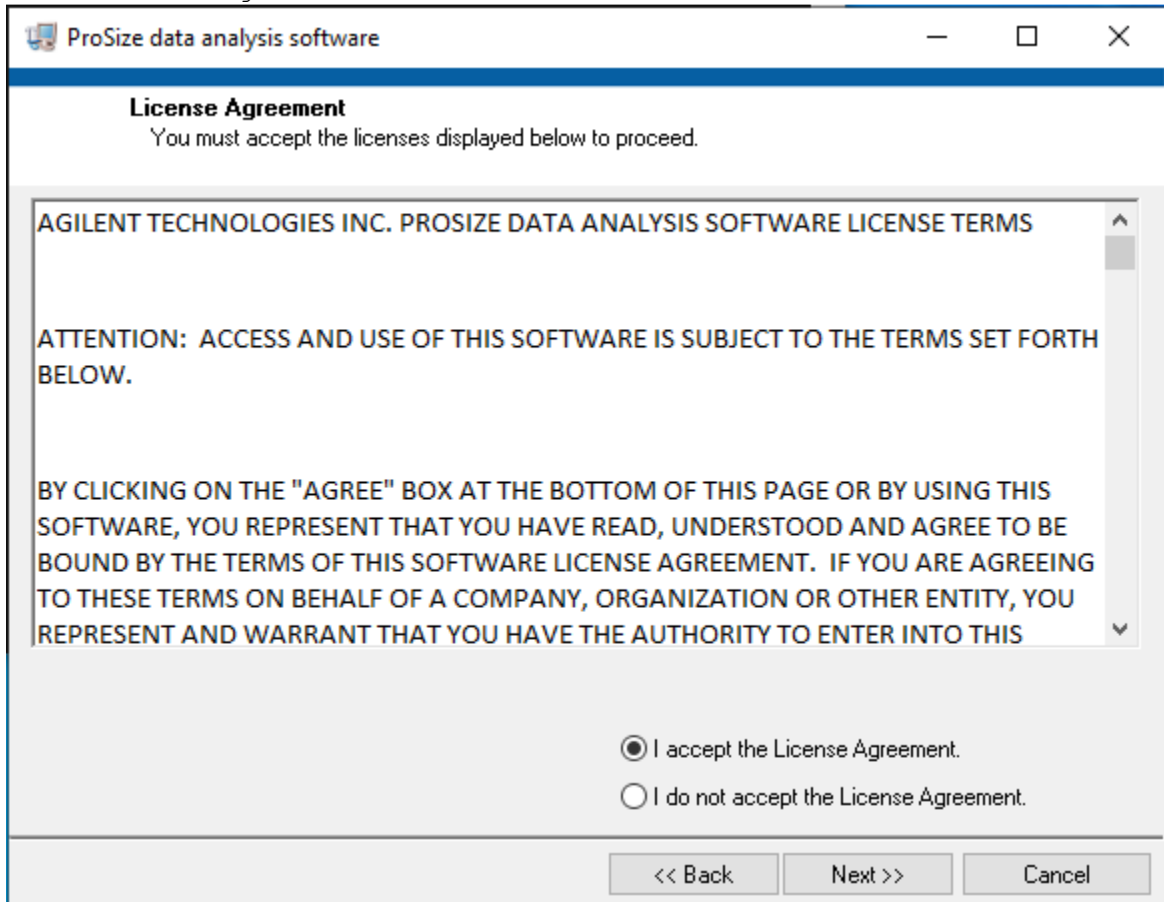 ProSize data analysis software
License Agreement
You must accept the licenses displayed below to proceed.
AGILENT TECHNOLOGIES INC. PROSIZE DATA ANALYSIS SOFTWARE LICENSE TERMS
ATTENTION:  ACCESS AND USE OF THIS SOFTWARE IS SUBJECT TO THE TERMS SET FORTH
BELOW.
BY CLICKING ON THE "AGREE" BOX AT THE BOTTOM OF THIS PAGE OR BY USING THIS
SOFTWARE, YOU REPRESENT THAT YOU HAVE READ, UNDERSTOOD AND AGREE TO BE
BOUND BY THE TERMS OF THIS SOFTWARE LICENSE AGREEMENT.  IF YOU ARE AGREEING
TO THESE TERMS ON BEHALF OF A COMPANY, ORGANIZATION OR OTHER ENTITY, YOU
REPRESENT AND WARRANT THAT YOU HAVE THE AUTHORITY TO ENTER INTO THIS
I accept the License Agreement.
I do not accept the License Agreement.
<< Back Next >> Cancel